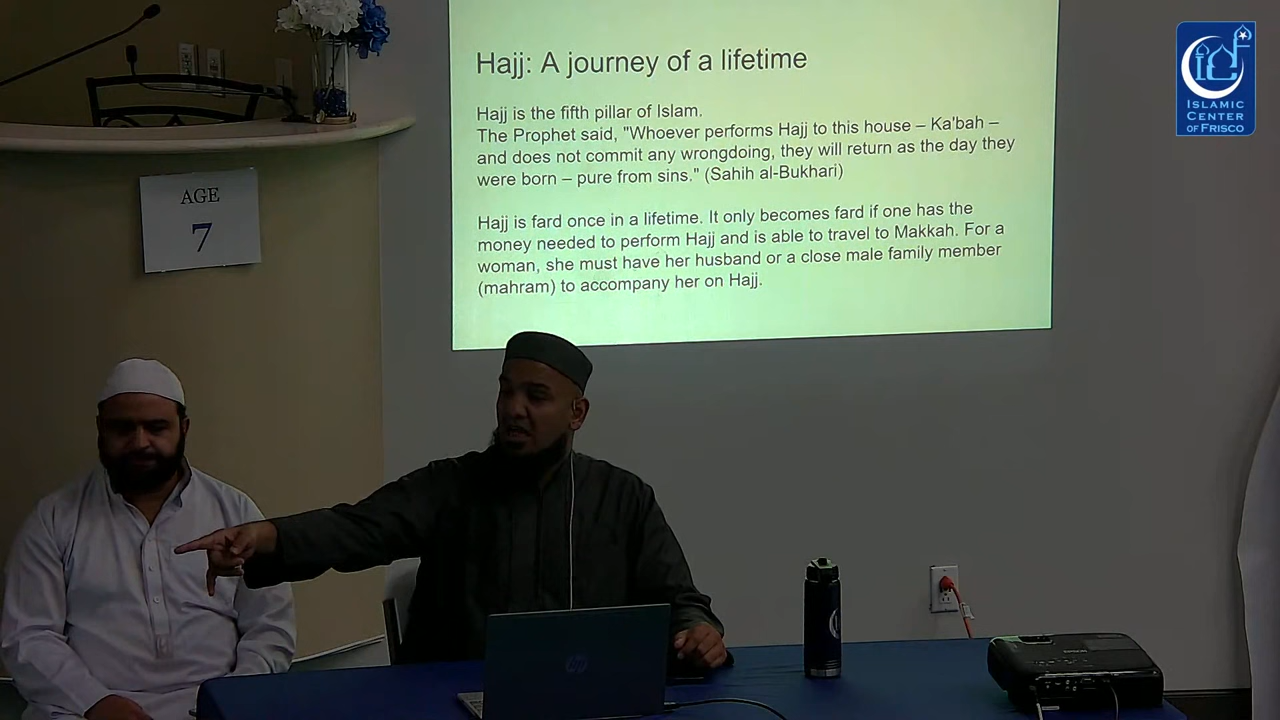 Hajj: A journey of a lifetime
Hajj is the fifth pillar of Islam.
The Prophet said, "Whoever performs Hajj to this house – Ka'bah –
and does not commit any wrongdoing, they will return as the day they
were born – pure from sins." (Sahih al-Bukhari)
Hajj is fard once in a lifetime. It only becomes fard if one has the
money needed to perform Hajj and is able to travel to Makkah. For a
woman, she must have her husband or a close male family member
(mahram) to accompany her on Hajj.
ISLAMIC
CENTER
OF FRISCO
AGE
7
hp
EPSON